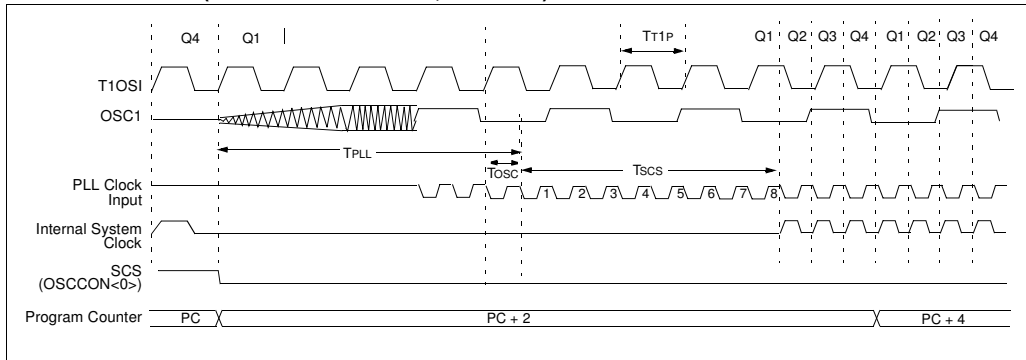 Q4 Q1 TT1P Q1 Q2 Q3 Q4 Q1 Q2 Q3 Q4
T1OSI
OSC1
TPLL
TOSC TSCS
PLL Clock
Input
1 2 3 4 5 6 7 8
Internal System
Clock
SCS
(OSCCON<0>)
Program Counter PC PC + 2 PC + 4